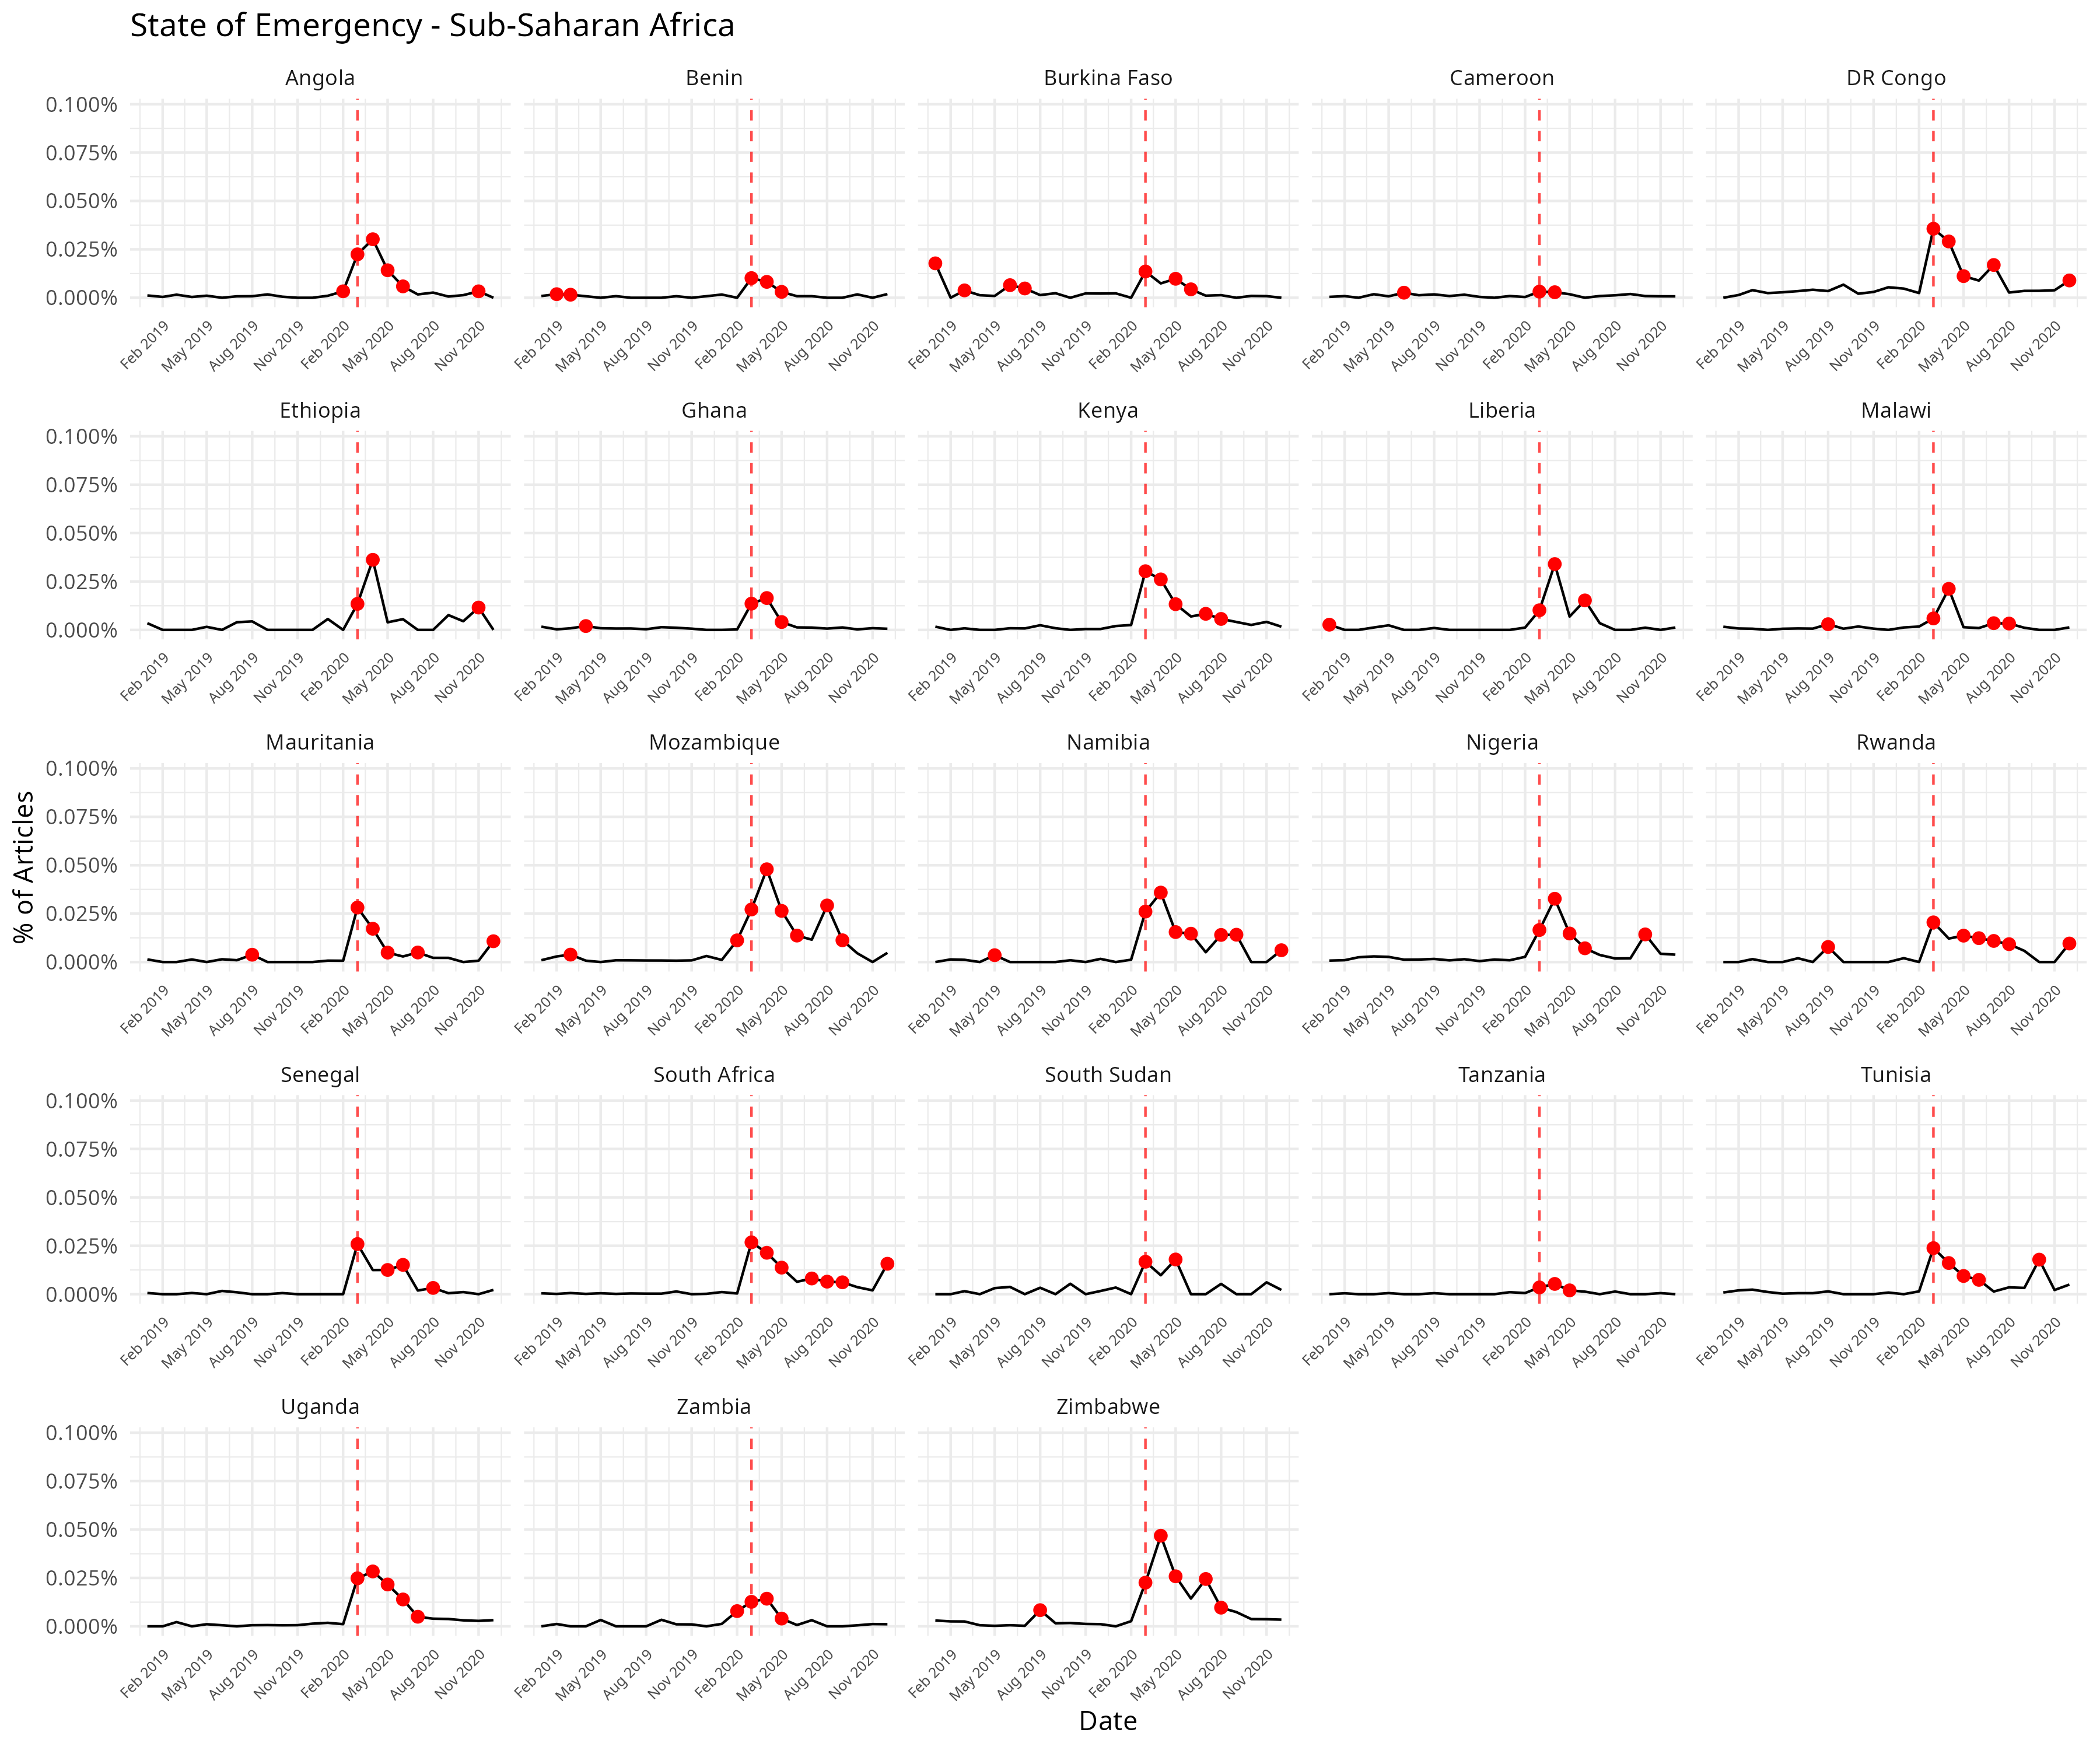 State of Emergency - Sub-Saharan Africa
Angola Benin Burkina Faso Cameroon DR Congo
0.100%
0.075%
0.050%
0.025%
0.000%
Feb 2019 May 2019 Aug 2019 Nov 2019 Feb 2020 May 2020 Aug 2020 Nov 2020 Feb 2019 May 2019 Aug 2019 Nov 2019 Feb 2020 May 2020 Aug 2020 Nov 2020 Feb 2019 May 2019 Aug 2019 Nov 2019 Feb 2020 May 2020 Aug 2020 Nov 2020 Feb 2019 May 2019 Aug 2019 Nov 2019 Feb 2020 May 2020 Aug 2020 Nov 2020 Feb 2019 May 2019 Aug 2019 Nov 2019 Feb 2020 May 2020 Aug 2020 Nov 2020
Ethiopia Ghana Kenya Liberia Malawi
0.100%
0.075%
0.050%
0.025%
0.000%
Feb 2019 May 2019 Aug 2019 Nov 2019 Feb 2020 May 2020 Aug 2020 Nov 2020 Feb 2019 May 2019 Aug 2019 Nov 2019 Feb 2020 May 2020 Aug 2020 Nov 2020 Feb 2019 May 2019 Aug 2019 Nov 2019 Feb 2020 May 2020 Aug 2020 Nov 2020 Feb 2019 May 2019 Aug 2019 Nov 2019 Feb 2020 May 2020 Aug 2020 Nov 2020 Feb 2019 May 2019 Aug 2019 Nov 2019 Feb 2020 May 2020 Aug 2020 Nov 2020
% of Articles
Mauritania Mozambique Namibia Nigeria Rwanda
0.100%
0.075%
0.050%
0.025%
0.000%
Feb 2019 May 2019 Aug 2019 Nov 2019 Feb 2020 May 2020 Aug 2020 Nov 2020 Feb 2019 May 2019 Aug 2019 Nov 2019 Feb 2020 May 2020 Aug 2020 Nov 2020 Feb 2019 May 2019 Aug 2019 Nov 2019 Feb 2020 May 2020 Aug 2020 Nov 2020 Feb 2019 May 2019 Aug 2019 Nov 2019 Feb 2020 May 2020 Aug 2020 Nov 2020 Feb 2019 May 2019 Aug 2019 Nov 2019 Feb 2020 May 2020 Aug 2020 Nov 2020
Senegal South Africa South Sudan Tanzania Tunisia
0.100%
0.075%
0.050%
0.025%
0.000%
Feb 2019 May 2019 Aug 2019 Nov 2019 Feb 2020 May 2020 Aug 2020 Nov 2020 Feb 2019 May 2019 Aug 2019 Nov 2019 Feb 2020 May 2020 Aug 2020 Nov 2020 Feb 2019 May 2019 Aug 2019 Nov 2019 Feb 2020 May 2020 Aug 2020 Nov 2020 Feb 2019 May 2019 Aug 2019 Nov 2019 Feb 2020 May 2020 Aug 2020 Nov 2020 Feb 2019 May 2019 Aug 2019 Nov 2019 Feb 2020 May 2020 Aug 2020 Nov 2020
Uganda Zambia Zimbabwe
0.100%
0.075%
0.050%
0.025%
0.000%
Feb 2019 May 2019 Aug 2019 Nov 2019 Feb 2020 May 2020 Aug 2020 Nov 2020 Feb 2019 May 2019 Aug 2019 Nov 2019 Feb 2020 May 2020 Aug 2020 Nov 2020 Feb 2019 May 2019 Aug 2019 Nov 2019 Feb 2020 May 2020 Aug 2020 Nov 2020
Date